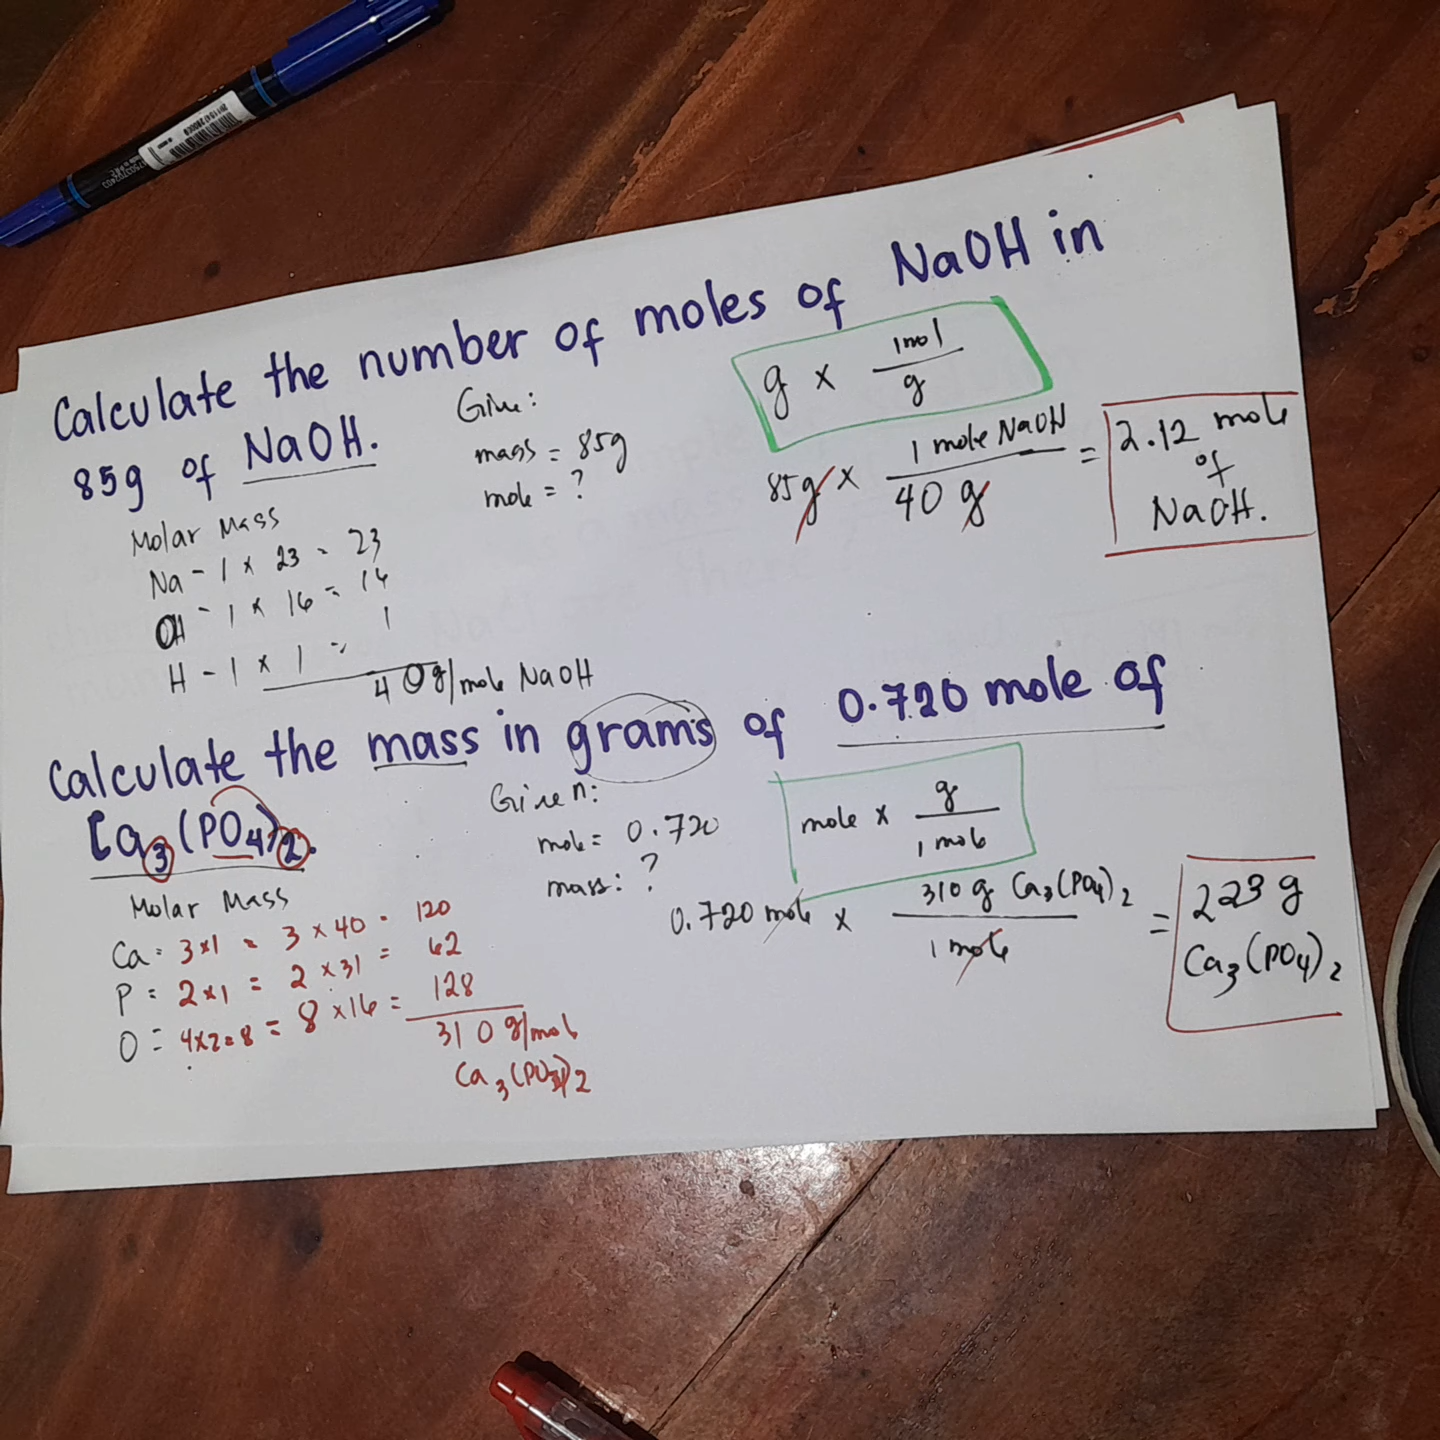 Calculate the number of moles of NaOH in
85g of NaOH.
Given:
mass = 85g
mole = ?
g x 1mol / g
85g x 1 mole NaOH / 40 g = 2.12 mole of NaOH.
Molar Mass
Na - 1 x 23 = 23
OH - 1 x 16 = 16
H - 1 x 1 = 1
40g/mole NaOH
Calculate the mass in grams of 0.720 mole of
Ca3(PO4)2.
Given:
mole = 0.720
mass: ?
mole x g / 1 mole
0.720 mole x 310 g Ca3(PO4)2 / 1 mole = 223 g Ca3(PO4)2
Molar Mass
Ca = 3x1 = 3 x 40 = 120
P = 2x1 = 2 x 31 = 62
O = 4x2=8 = 8 x 16 = 128
310 g/mol
Ca3(PO4)2